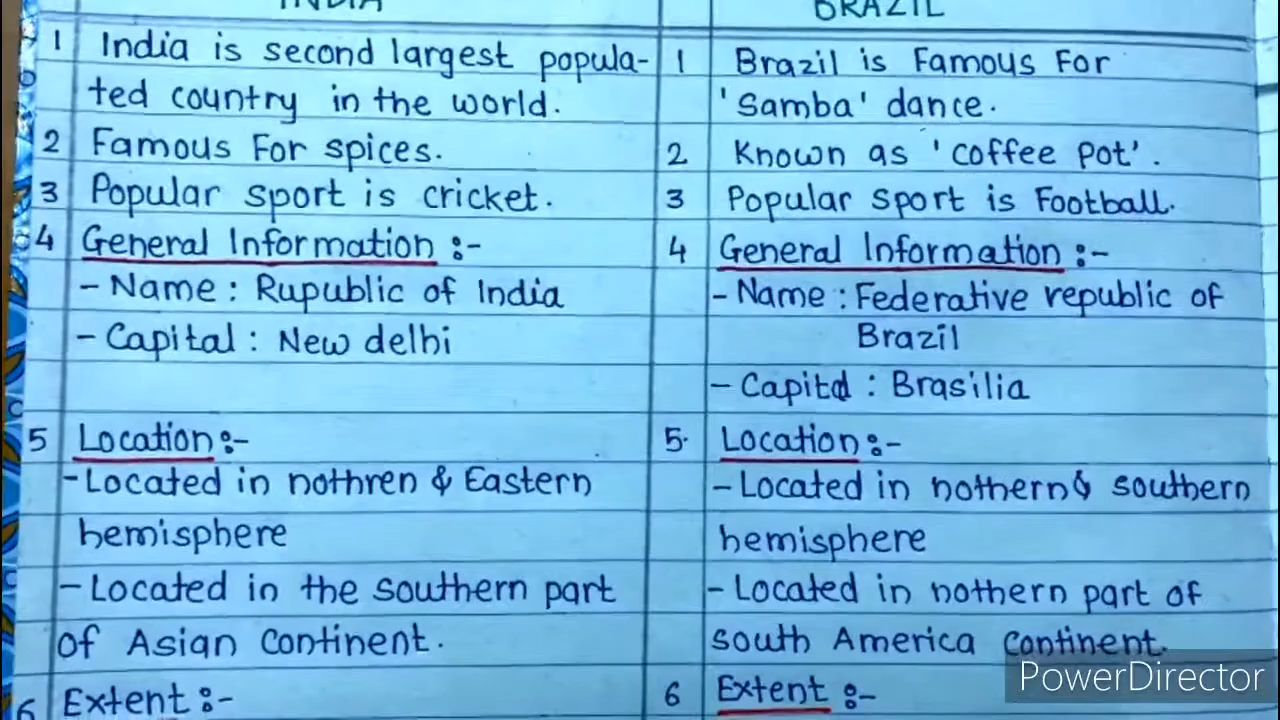 INDIA
BRAZIL
1 India is second largest popula-
ted country in the world.
2 Famous For spices.
3 Popular sport is cricket.
4 General Information :-
- Name : Rupublic of India
- Capital : New delhi
5 Location :-
- Located in nothren & Eastern
hemisphere
- Located in the southern part
of Asian continent.
6 Extent :-
1 Brazil is Famous For
'Samba' dance.
2 Known as 'coffee pot'.
3 Popular sport is Football.
4 General Information :-
- Name : Federative republic of
Brazil
- Capital : Brasilia
5. Location :-
- Located in nothern & southern
hemisphere
- Located in nothern part of
south America continent.
6 Extent :-
PowerDirector